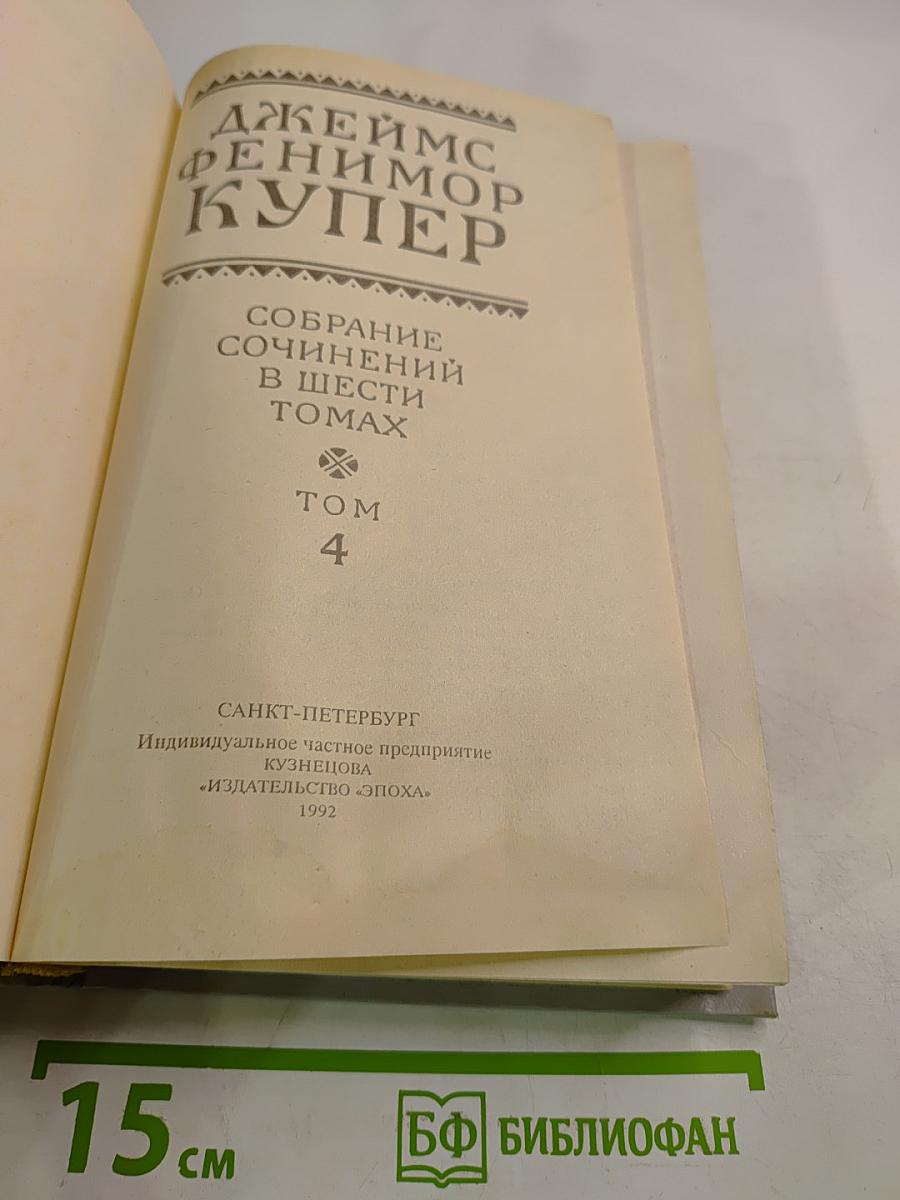 ДЖЕЙМС
ФЕНИМОР
КУПЕР
СОБРАНИЕ
СОЧИНЕНИЙ
В ШЕСТИ
ТОМАХ
ТОМ
4
САНКТ-ПЕТЕРБУРГ
Индивидуальное частное предприятие
КУЗНЕЦОВА
«ИЗДАТЕЛЬСТВО «ЭПОХА»
1992
15 см
БФ БИБЛИОФАН